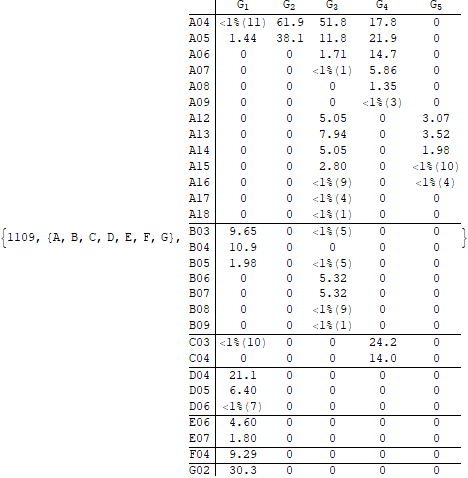 G₁ G₂ G₃ G₄ G₅
A04 <1%(11) 61.9 51.8 17.8 0
A05 1.44 38.1 11.8 21.9 0
A06 0 0 1.71 14.7 0
A07 0 0 <1%(1) 5.86 0
A08 0 0 0 1.35 0
A09 0 0 0 <1%(3) 0
A12 0 0 5.05 0 3.07
A13 0 0 7.94 0 3.52
A14 0 0 5.05 0 1.98
A15 0 0 2.80 0 <1%(10)
A16 0 0 <1%(9) 0 <1%(4)
A17 0 0 <1%(4) 0 0
A18 0 0 <1%(1) 0 0
{1109, {A, B, C, D, E, F, G}, B03 9.65 0 <1%(5) 0 0 }
B04 10.9 0 0 0 0
B05 1.98 0 <1%(5) 0 0
B06 0 0 5.32 0 0
B07 0 0 5.32 0 0
B08 0 0 <1%(9) 0 0
B09 0 0 <1%(1) 0 0
C03 <1%(10) 0 0 24.2 0
C04 0 0 0 14.0 0
D04 21.1 0 0 0 0
D05 6.40 0 0 0 0
D06 <1%(7) 0 0 0 0
E06 4.60 0 0 0 0
E07 1.80 0 0 0 0
F04 9.29 0 0 0 0
G02 30.3 0 0 0 0